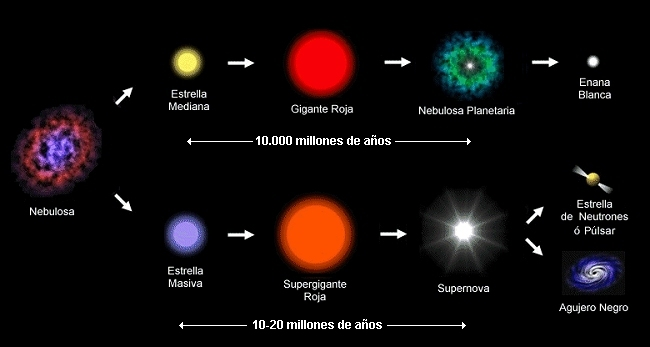 Nebulosa
Estrella
Mediana
Gigante Roja
Nebulosa Planetaria
Enana
Blanca
10.000 millones de años
Estrella
Masiva
Supergigante
Roja
Supernova
Estrella
de Neutrones
ó Púlsar
Agujero Negro
10-20 millones de años